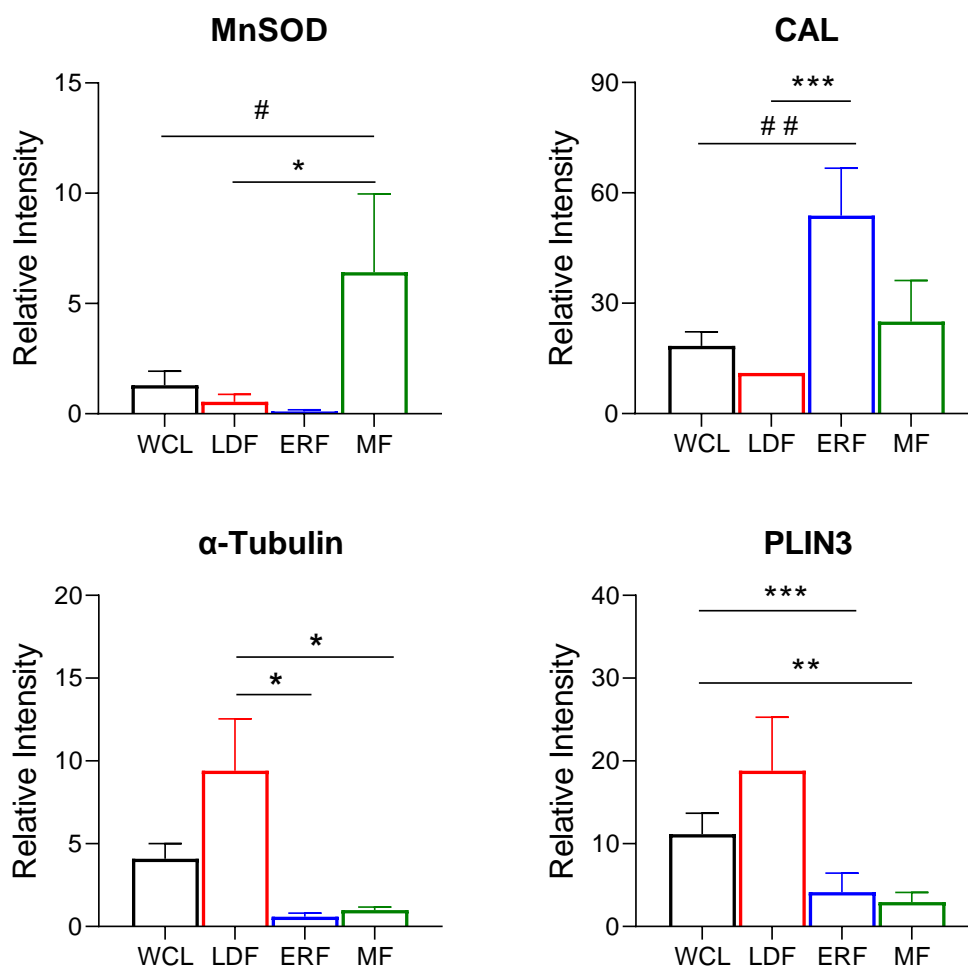 MnSOD
Relative Intensity
15
10
5
0
#
*
WCL LDF ERF MF
CAL
Relative Intensity
90
60
30
0
***
# #
WCL LDF ERF MF
α-Tubulin
Relative Intensity
20
15
10
5
0
*
*
WCL LDF ERF MF
PLIN3
Relative Intensity
40
30
20
10
0
***
**
WCL LDF ERF MF